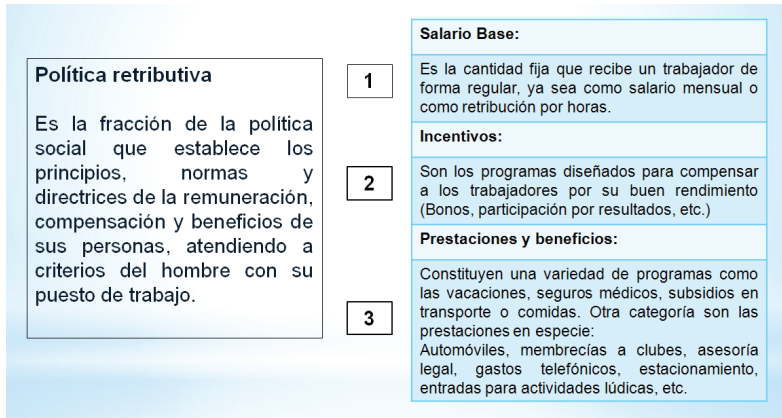 Política retributiva
Es la fracción de la política
social que establece los
principios, normas y
directrices de la remuneración,
compensación y beneficios de
sus personas, atendiendo a
criterios del hombre con su
puesto de trabajo.
1
Salario Base:
Es la cantidad fija que recibe un trabajador de
forma regular, ya sea como salario mensual o
como retribución por horas.
2
Incentivos:
Son los programas diseñados para compensar
a los trabajadores por su buen rendimiento
(Bonos, participación por resultados, etc.)
3
Prestaciones y beneficios:
Constituyen una variedad de programas como
las vacaciones, seguros médicos, subsidios en
transporte o comidas. Otra categoría son las
prestaciones en especie:
Automóviles, membrecías a clubes, asesoría
legal, gastos telefónicos, estacionamiento,
entradas para actividades lúdicas, etc.